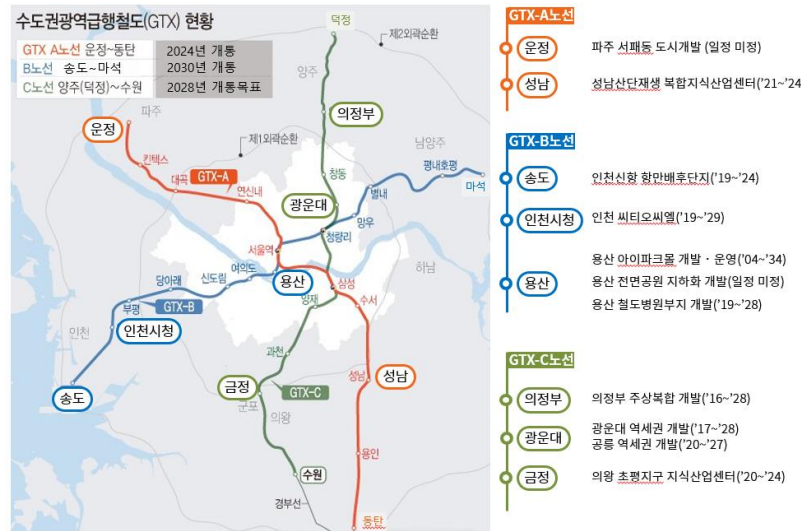 수도권광역급행철도(GTX) 현황
GTX A노선 운정~동탄 2024년 개통
B노선 송도~마석 2030년 개통
C노선 양주(덕정)~수원 2028년 개통목표
덕정
제2외곽순환
양주
파주
운정
의정부
제1외곽순환
남양주
킨텍스
대곡
GTX-A
연신내
창동
평내호평
별내
마석
광운대
망우
청량리
서울역
하남
여의도
용산
신도림
당아래
삼성
수서
양재
부평
GTX-B
인천
인천시청
과천
성남
성남
송도
금정
GTX-C
군포
의왕
용인
수원
경부선
동탄
GTX-A노선
운정 파주 서패동 도시개발 (일정 미정)
성남 성남산단재생 복합지식산업센터('21~'24
GTX-B노선
송도 인천신항 항만배후단지('19~'24)
인천시청 인천 씨티오씨엘('19~'29)
용산 아이파크몰 개발 · 운영('04~'34)
용산 용산 전면공원 지하화 개발(일정 미정)
용산 철도병원부지 개발('19~'28)
GTX-C노선
의정부 의정부 주상복합 개발('16~'28)
광운대 광운대 역세권 개발('17~'28)
공릉 역세권 개발('20~'27)
금정 의왕 초평지구 지식산업센터('20~'24)